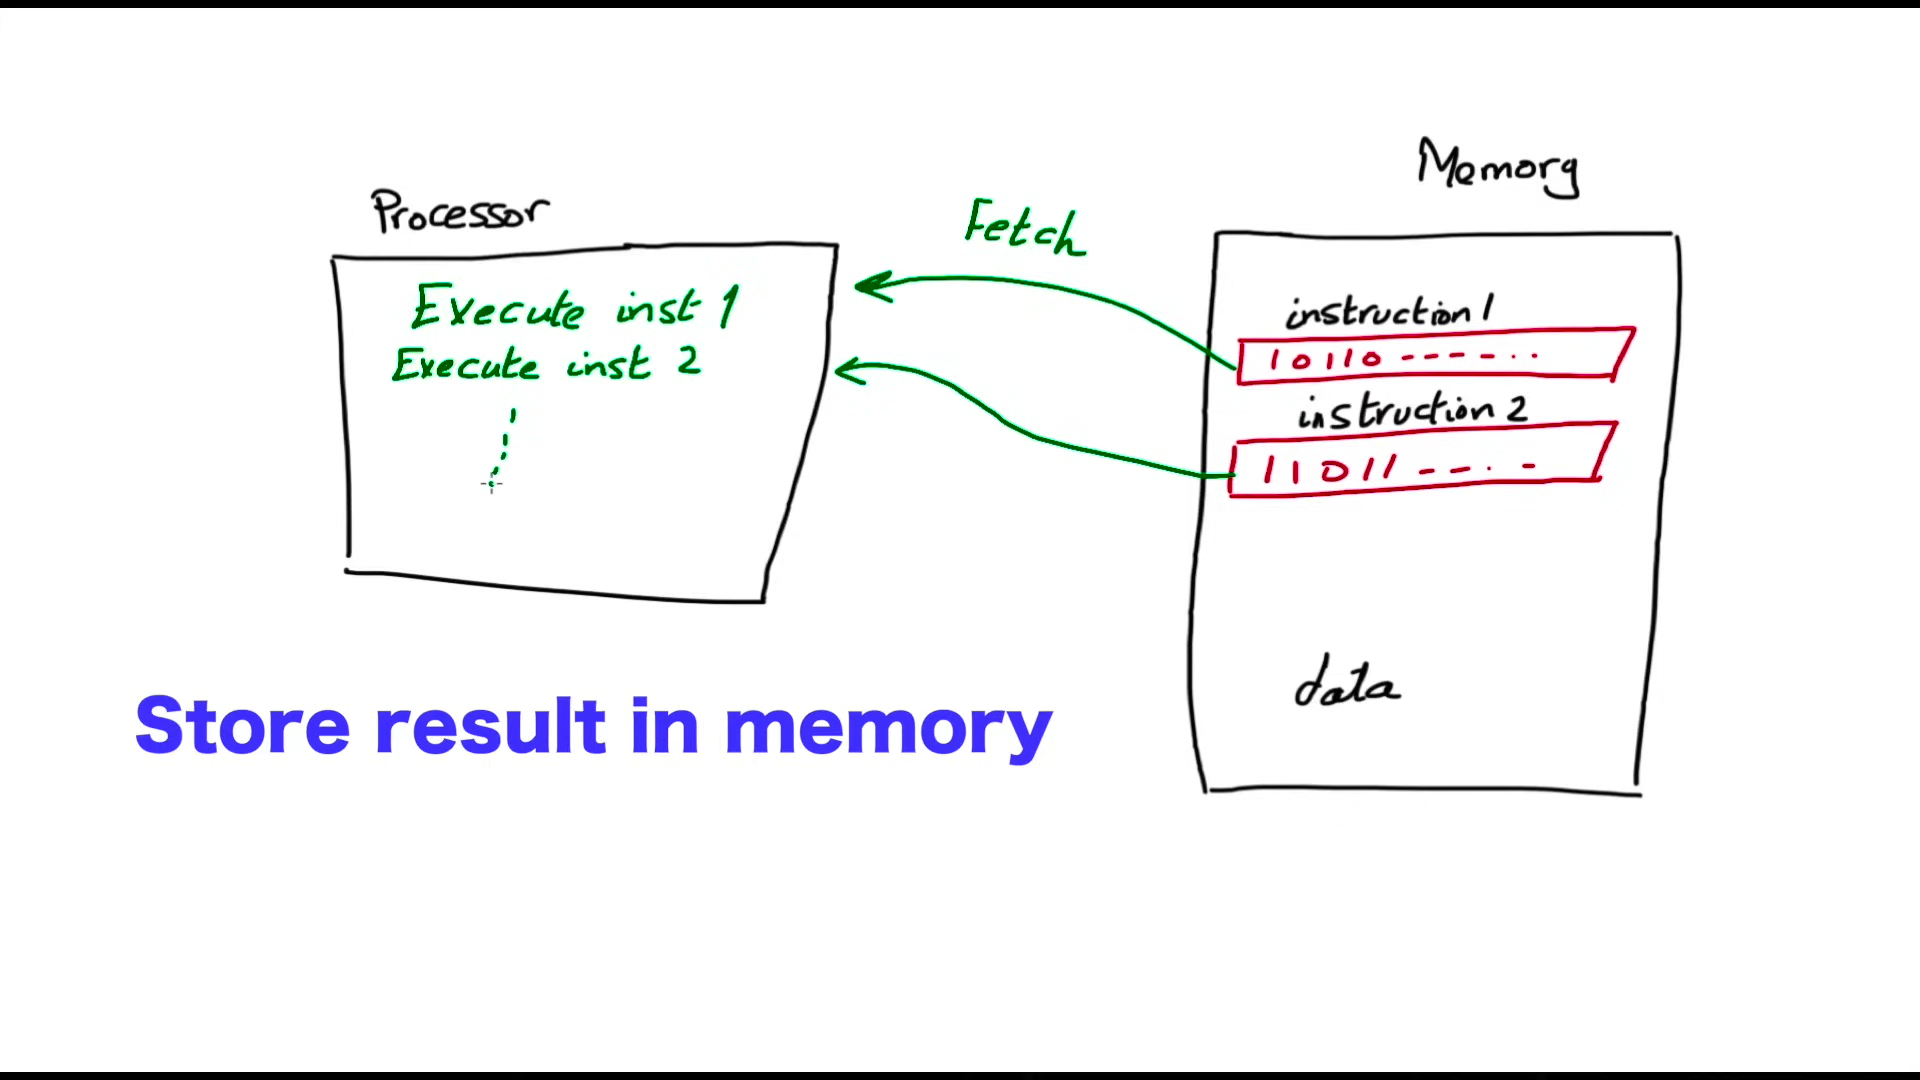 Memory
Processor
Fetch
Execute inst 1
Execute inst 2
instruction 1
10110 ------..
instruction 2
11011 --- . -
data
Store result in memory